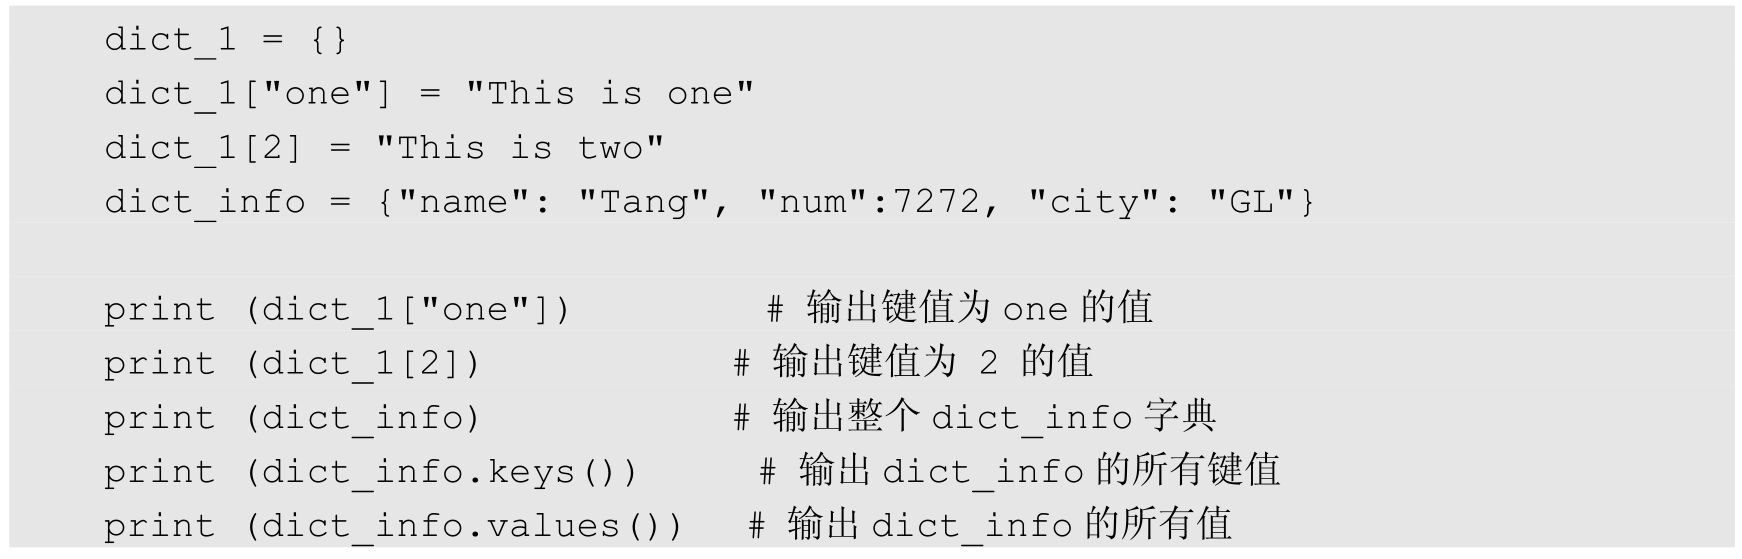 dict_1 = {}
dict_1["one"] = "This is one"
dict_1[2] = "This is two"
dict_info = {"name": "Tang", "num":7272, "city": "GL"}
print (dict_1["one"]) # 输出键值为 one 的值
print (dict_1[2]) # 输出键值为 2 的值
print (dict_info) # 输出整个 dict_info 字典
print (dict_info.keys()) # 输出 dict_info 的所有键值
print (dict_info.values()) # 输出 dict_info 的所有值